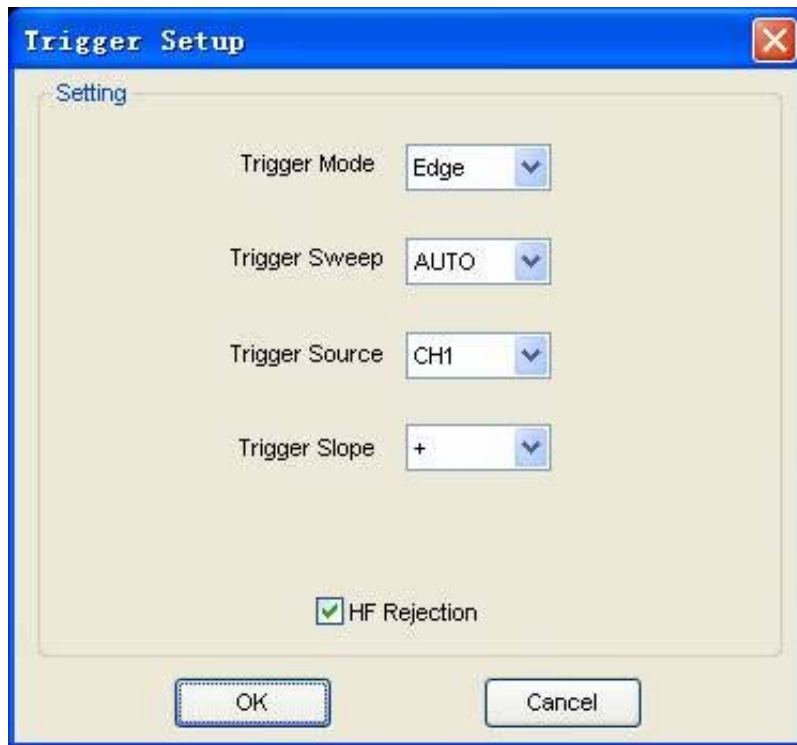 Trigger Setup
Setting
Trigger Mode Edge
Trigger Sweep AUTO
Trigger Source CH1
Trigger Slope +
HF Rejection
OK Cancel